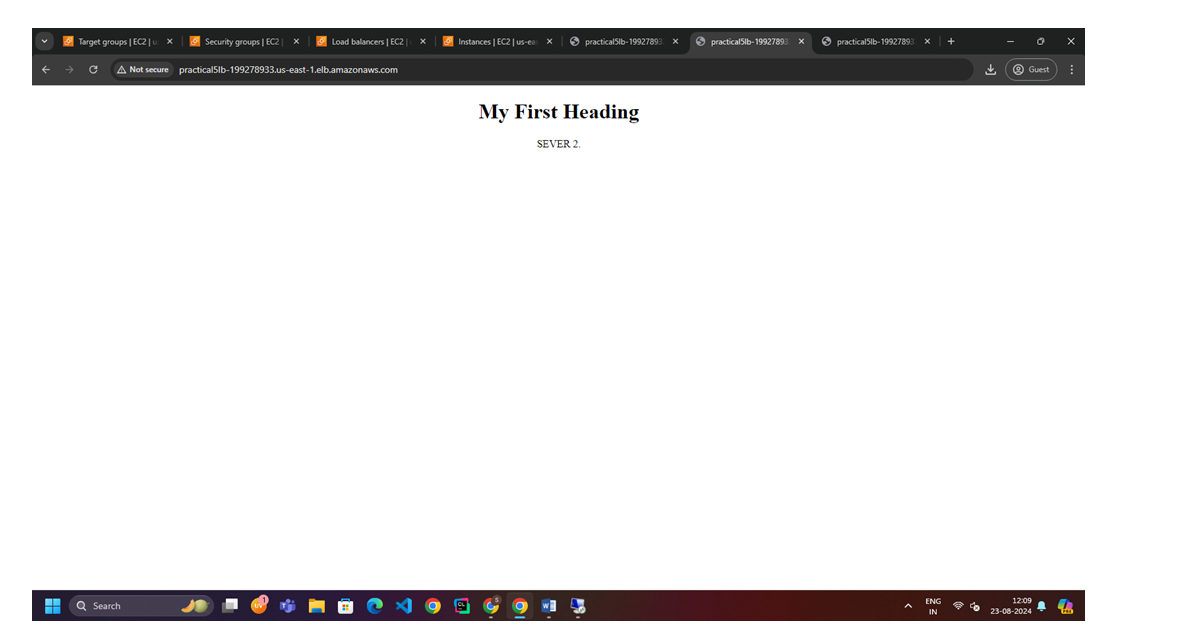 Target groups | EC2 | u
Security groups | EC2 |
Load balancers | EC2 |
Instances | EC2 | us-ea
practical5lb-19927893
practical5lb-19927893
practical5lb-19927893
Not secure
practical5lb-199278933.us-east-1.elb.amazonaws.com
Guest
My First Heading
SEVER 2.
Search
1
5
ENG
IN
12:09
23-08-2024